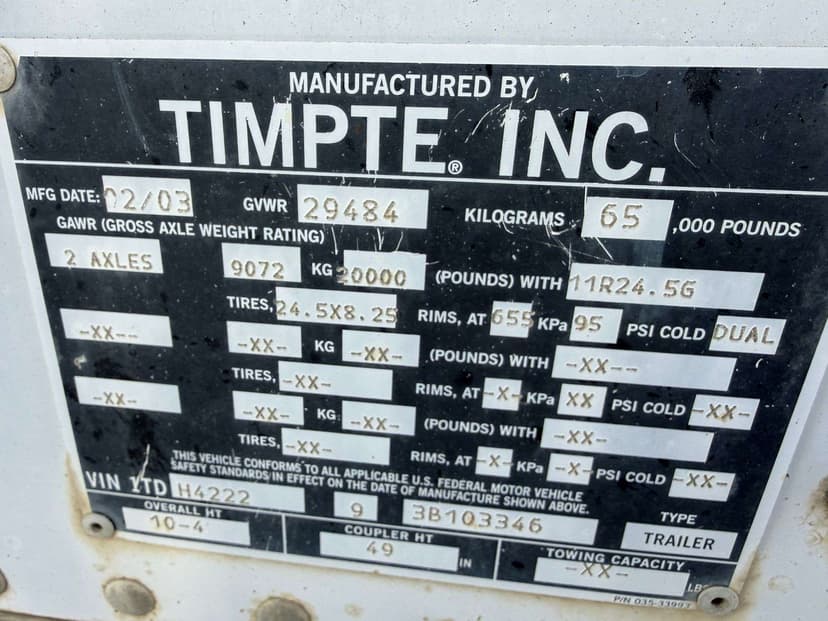 MANUFACTURED BY
TIMPTE® INC.
MFG DATE: 02/03 GVWR 29484 KILOGRAMS 65 ,000 POUNDS
GAWR (GROSS AXLE WEIGHT RATING)
2 AXLES 9072 KG 20000 (POUNDS) WITH 11R24.5G
TIRES, 24.5X8.25 RIMS, AT 655 KPa 95 PSI COLD DUAL
-XX-- -XX- KG -XX- (POUNDS) WITH -XX--
TIRES, -XX- RIMS, AT -X- KPa XX PSI COLD -XX-
-XX- -XX- KG -XX- (POUNDS) WITH -XX-
TIRES, -XX- RIMS, AT -X- KPa -X- PSI COLD -XX-
THIS VEHICLE CONFORMS TO ALL APPLICABLE U.S. FEDERAL MOTOR VEHICLE
SAFETY STANDARDS IN EFFECT ON THE DATE OF MANUFACTURE SHOWN ABOVE.
VIN 1TD H4222 9 3B103346 TYPE
TRAILER
OVERALL HT COUPLER HT TOWING CAPACITY
10-4 49 IN -XX- LBS
P/N 035-33993